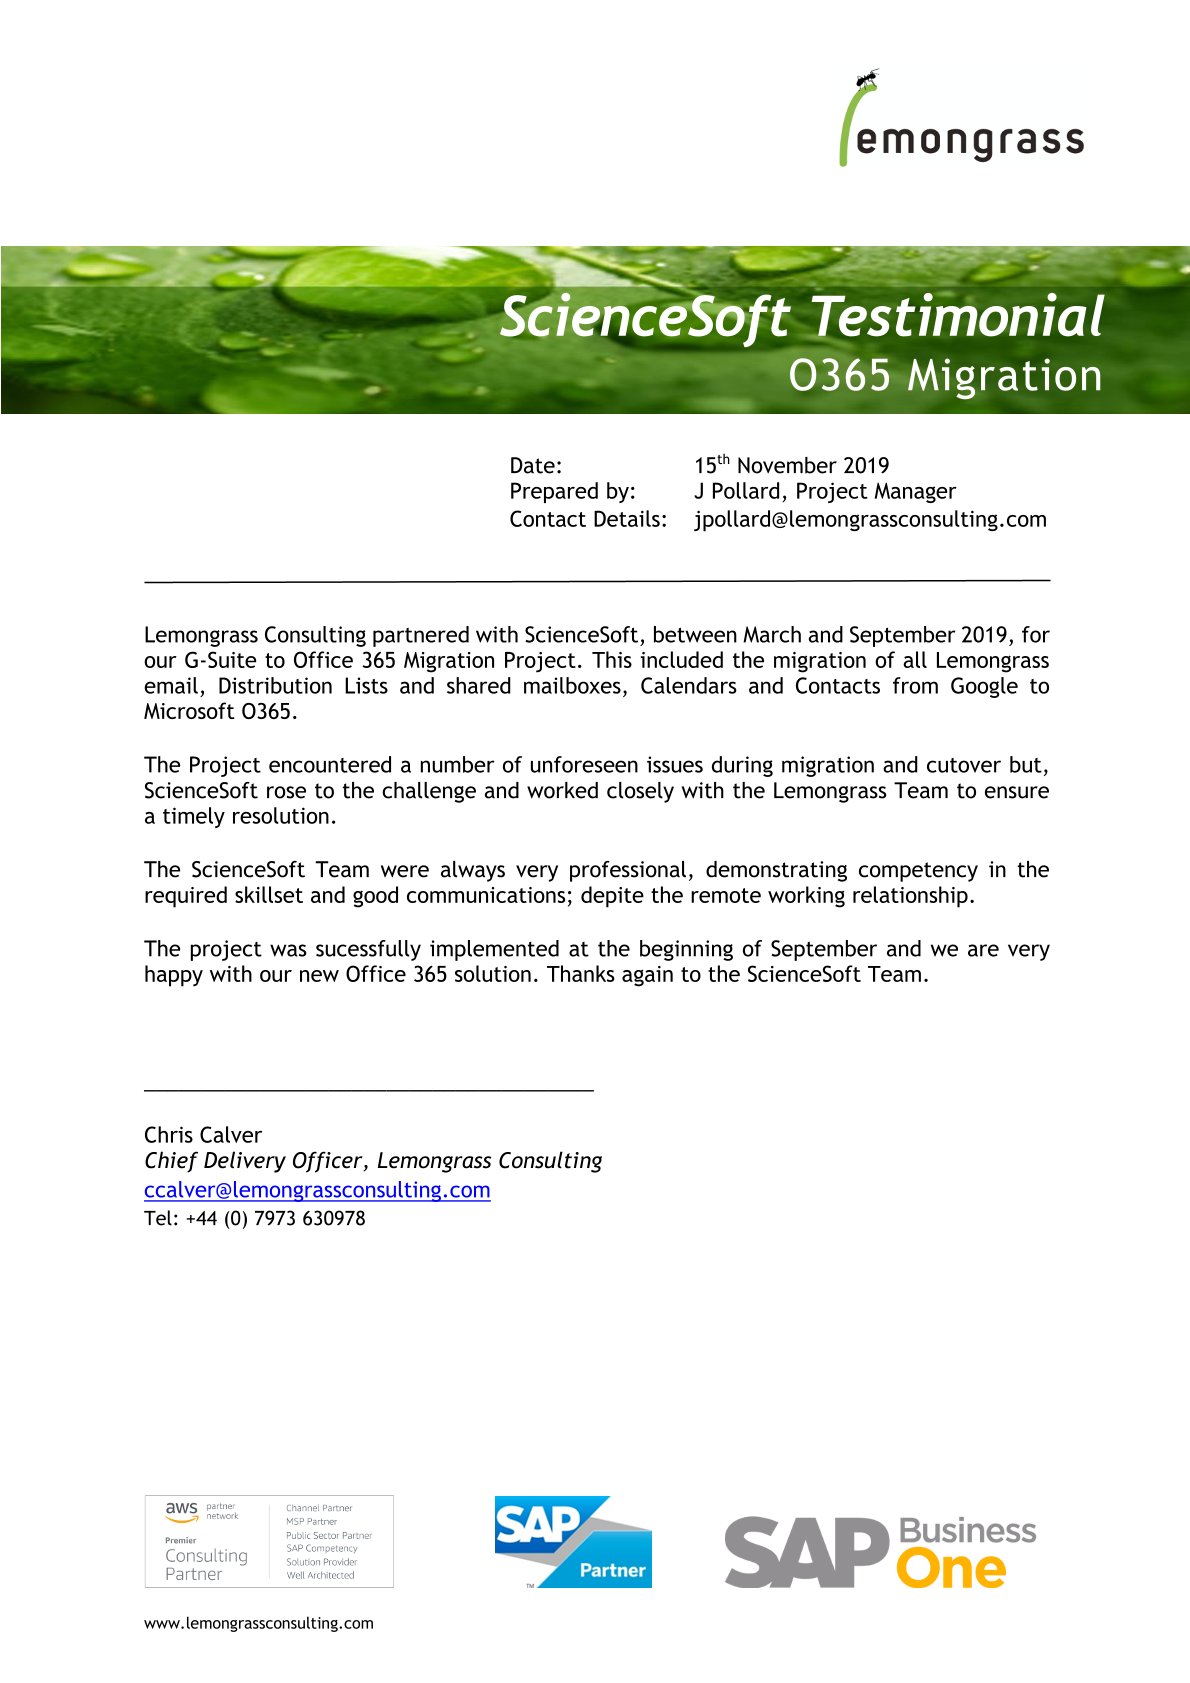 lemongrass
ScienceSoft Testimonial
O365 Migration
Date: 15th November 2019
Prepared by: J Pollard, Project Manager
Contact Details: jpollard@lemongrassconsulting.com
Lemongrass Consulting partnered with ScienceSoft, between March and September 2019, for
our G-Suite to Office 365 Migration Project. This included the migration of all Lemongrass
email, Distribution Lists and shared mailboxes, Calendars and Contacts from Google to
Microsoft O365.
The Project encountered a number of unforeseen issues during migration and cutover but,
ScienceSoft rose to the challenge and worked closely with the Lemongrass Team to ensure
a timely resolution.
The ScienceSoft Team were always very professional, demonstrating competency in the
required skillset and good communications; depite the remote working relationship.
The project was sucessfully implemented at the beginning of September and we are very
happy with our new Office 365 solution. Thanks again to the ScienceSoft Team.
Chris Calver
Chief Delivery Officer, Lemongrass Consulting
ccalver@lemongrassconsulting.com
Tel: +44 (0) 7973 630978
aws partner network
Premier
Consulting
Partner
Channel Partner
MSP Partner
Public Sector Partner
SAP Competency
Solution Provider
Well Architected
SAP
Partner
TM
SAP Business
One
www.lemongrassconsulting.com